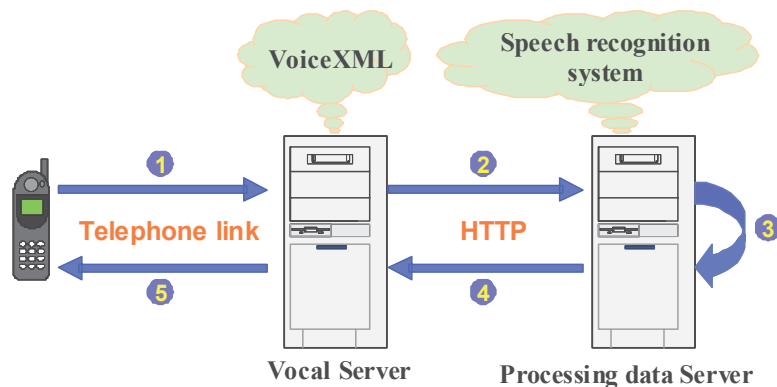 VoiceXML
Speech recognition
system
1
2
Telephone link
HTTP
3
5
4
Vocal Server
Processing data Server